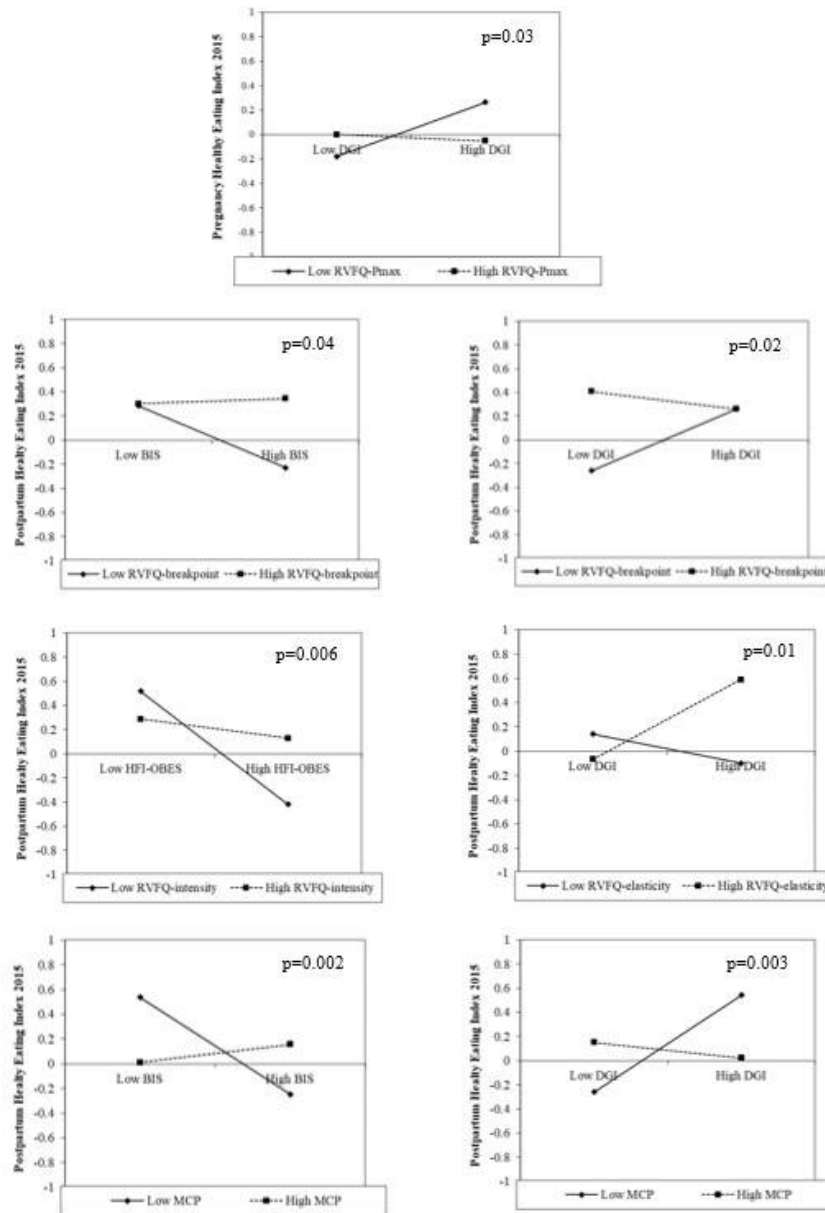 Pregnancy Healthy Eating Index 2015
p=0.03
1
0.8
0.6
0.4
0.2
0
-0.2
-0.4
-0.6
-0.8
Low DGI High DGI
Low RVFQ-Pmax High RVFQ-Pmax
Postpartum Healty Eating Index 2015
p=0.04
1
0.8
0.6
0.4
0.2
0
-0.2
-0.4
-0.6
-0.8
-1
Low BIS High BIS
Low RVFQ-breakpoint High RVFQ-breakpoint
Postpartum Healty Eating Index 2015
p=0.02
1
0.8
0.6
0.4
0.2
0
-0.2
-0.4
-0.6
-0.8
-1
Low DGI High DGI
Low RVFQ-breakpoint High RVFQ-breakpoint
Postpartum Healty Eating Index 2015
p=0.006
1
0.8
0.6
0.4
0.2
0
-0.2
-0.4
-0.6
-0.8
-1
Low HFI-OBES High HFI-OBES
Low RVFQ-intensity High RVFQ-intensity
Postpartum Healty Eating Index 2015
p=0.01
1
0.8
0.6
0.4
0.2
0
-0.2
-0.4
-0.6
-0.8
-1
Low DGI High DGI
Low RVFQ-elasticity High RVFQ-elasticity
Postpartum Healty Eating Index 2015
p=0.002
1
0.8
0.6
0.4
0.2
0
-0.2
-0.4
-0.6
-0.8
-1
Low BIS High BIS
Low MCP High MCP
Postpartum Healty Eating Index 2015
p=0.003
1
0.8
0.6
0.4
0.2
0
-0.2
-0.4
-0.6
-0.8
-1
Low DGI High DGI
Low MCP High MCP